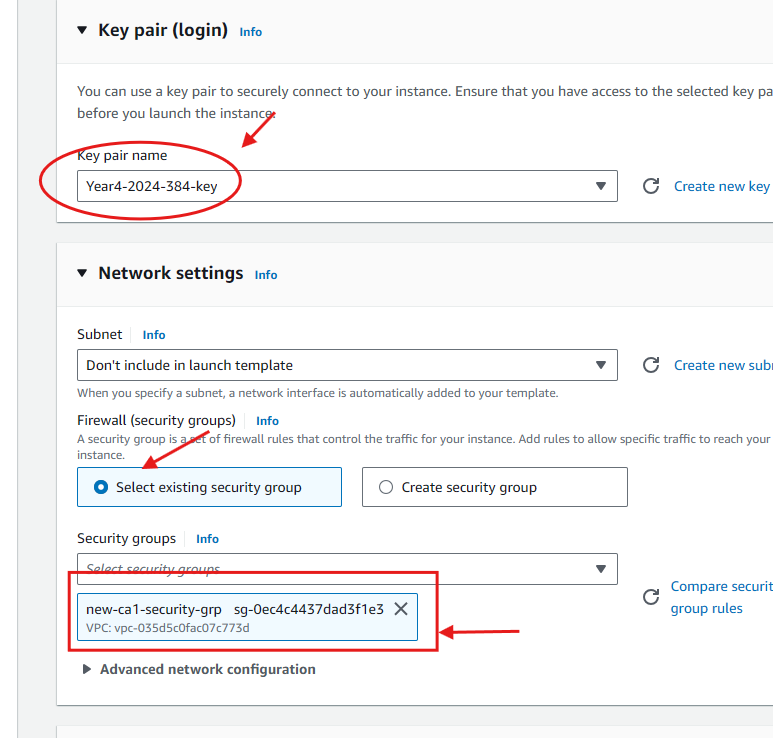 Key pair (login) Info
You can use a key pair to securely connect to your instance. Ensure that you have access to the selected key pa
before you launch the instance.
Key pair name
Year4-2024-384-key
Create new key
Network settings Info
Subnet Info
Don't include in launch template
Create new subn
When you specify a subnet, a network interface is automatically added to your template.
Firewall (security groups) Info
A security group is a set of firewall rules that control the traffic for your instance. Add rules to allow specific traffic to reach your
instance.
Select existing security group
Create security group
Security groups Info
Select security groups
Compare securit
group rules
new-ca1-security-grp sg-0ec4c4437dad3f1e3
VPC: vpc-035d5c0fac07c773d
Advanced network configuration